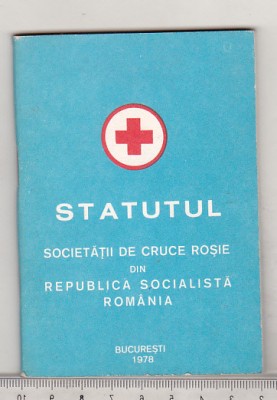 STATUTUL
SOCIETĂȚII DE CRUCE ROȘIE
DIN
REPUBLICA SOCIALISTĂ
ROMÂNIA
BUCUREȘTI
1978